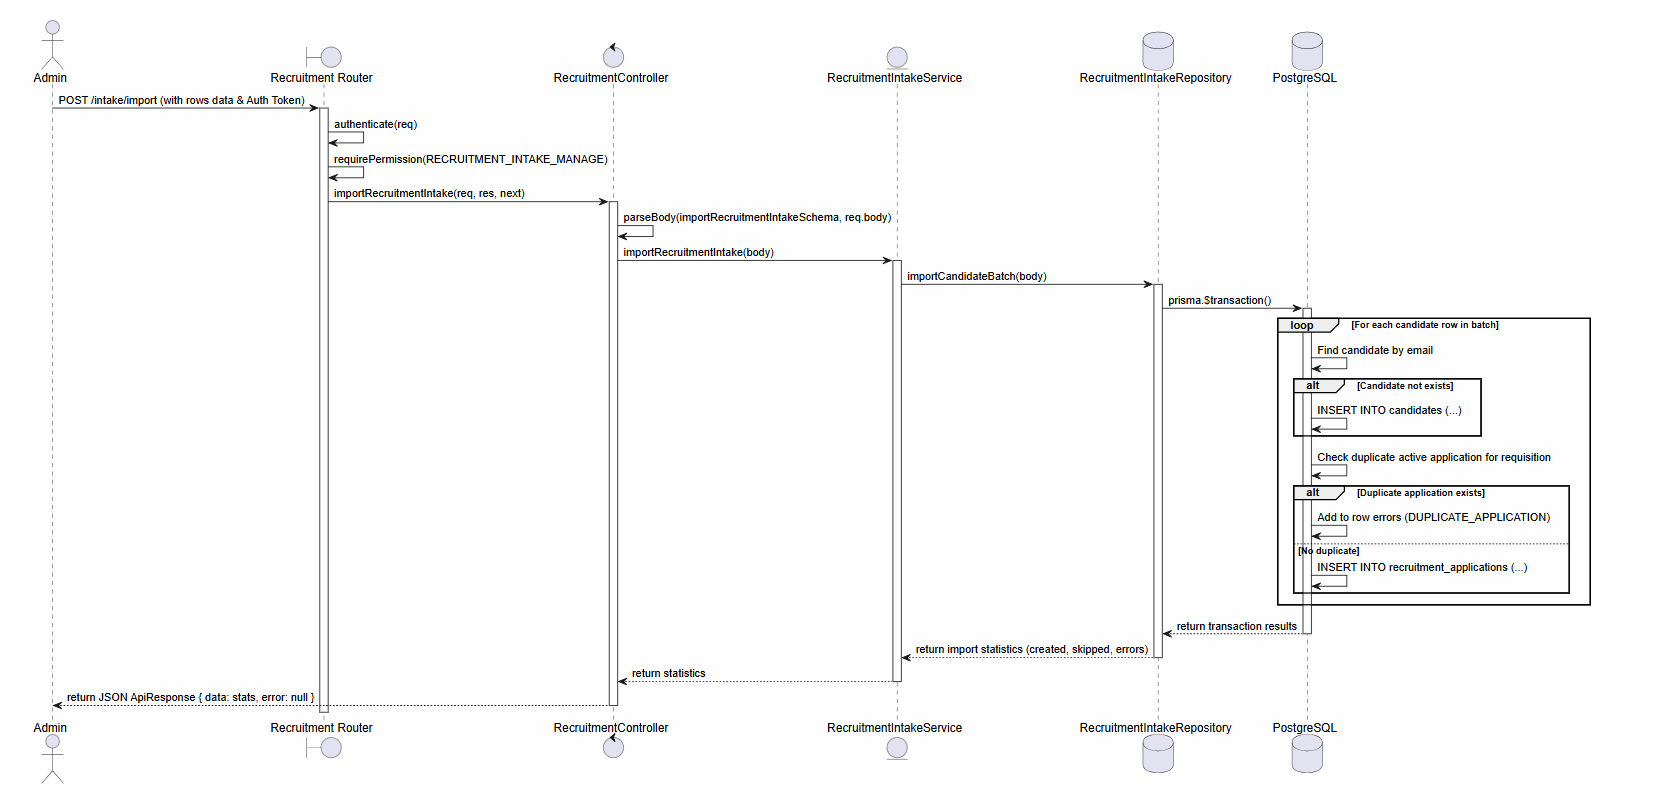 Admin
Recruitment Router
RecruitmentController
RecruitmentIntakeService
RecruitmentIntakeRepository
PostgreSQL
POST /intake/import (with rows data & Auth Token)
authenticate(req)
requirePermission(RECRUITMENT_INTAKE_MANAGE)
importRecruitmentIntake(req, res, next)
parseBody(importRecruitmentIntakeSchema, req.body)
importRecruitmentIntake(body)
importCandidateBatch(body)
prisma.$transaction()
loop [For each candidate row in batch]
Find candidate by email
alt [Candidate not exists]
INSERT INTO candidates (...)
Check duplicate active application for requisition
alt [Duplicate application exists]
Add to row errors (DUPLICATE_APPLICATION)
[No duplicate]
INSERT INTO recruitment_applications (...)
return transaction results
return import statistics (created, skipped, errors)
return statistics
return JSON ApiResponse { data: stats, error: null }
Admin
Recruitment Router
RecruitmentController
RecruitmentIntakeService
RecruitmentIntakeRepository
PostgreSQL